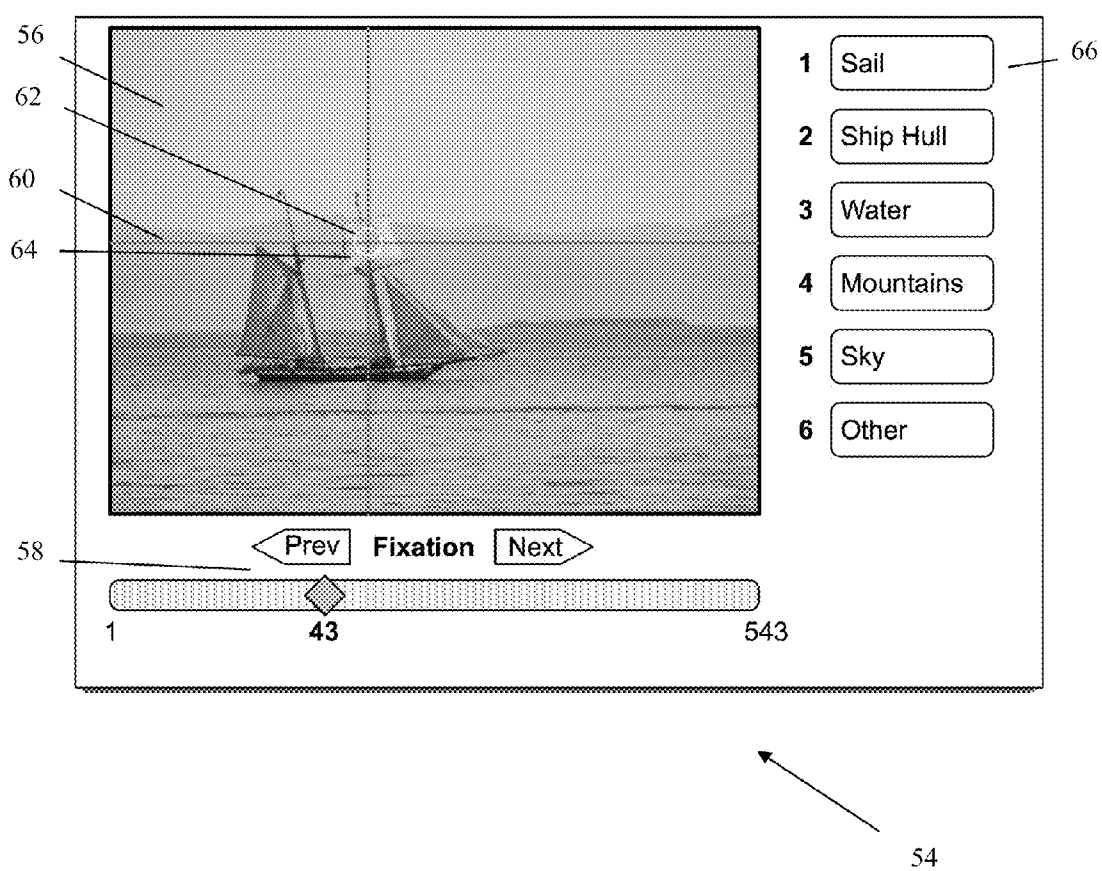 56
62
60
64
58
1 Sail
66
2 Ship Hull
3 Water
4 Mountains
5 Sky
6 Other
Prev Fixation Next
1 43 543
54